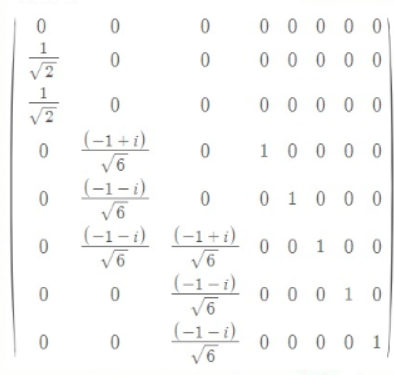 0 0 0 0 0 0 0 0
1/√2 0 0 0 0 0 0 0
1/√2 0 0 0 0 0 0 0
0 (−1+i)/√6 0 1 0 0 0 0
0 (−1−i)/√6 0 0 1 0 0 0
0 (−1−i)/√6 (−1+i)/√6 0 0 1 0 0
0 0 (−1−i)/√6 0 0 0 1 0
0 0 (−1−i)/√6 0 0 0 0 1